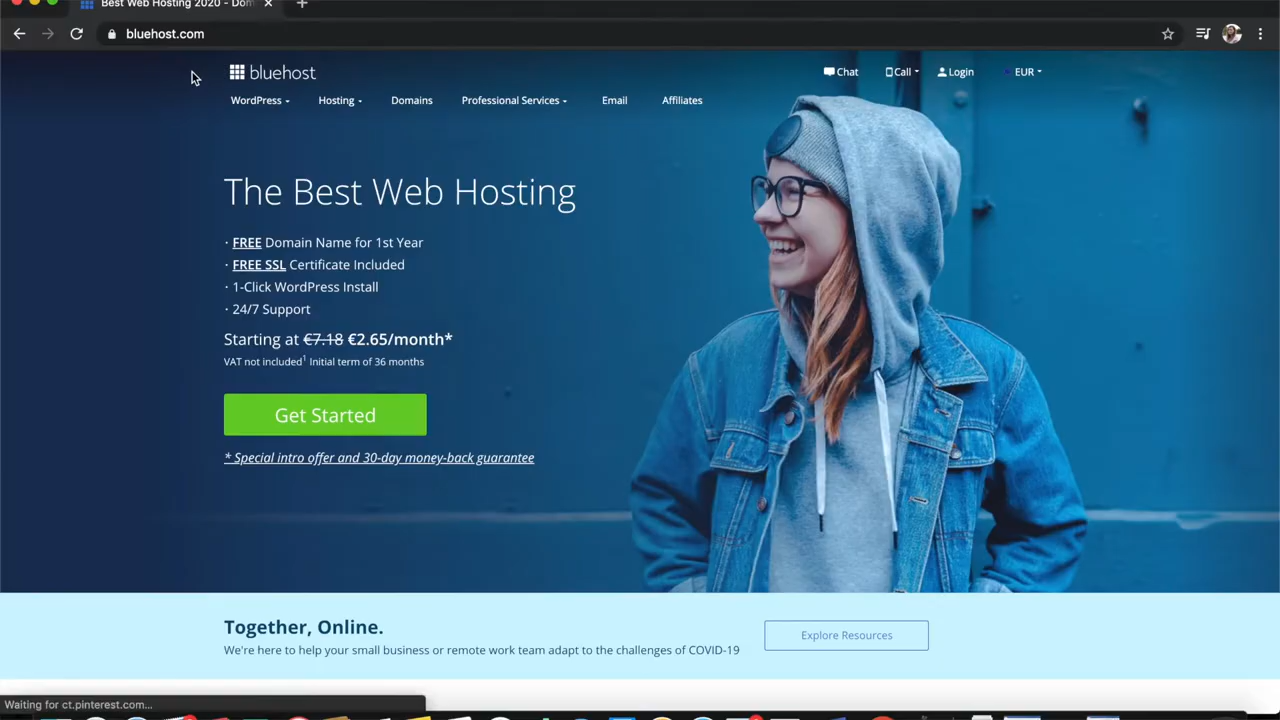 Best Web Hosting 2020 - Dom
bluehost.com
bluehost
Chat
Call
Login
EUR
WordPress
Hosting
Domains
Professional Services
Email
Affiliates
The Best Web Hosting
· FREE Domain Name for 1st Year
· FREE SSL Certificate Included
· 1-Click WordPress Install
· 24/7 Support
Starting at €7.18 €2.65/month*
VAT not included1 Initial term of 36 months
Get Started
* Special intro offer and 30-day money-back guarantee
Together, Online.
We're here to help your small business or remote work team adapt to the challenges of COVID-19
Explore Resources
Waiting for ct.pinterest.com...